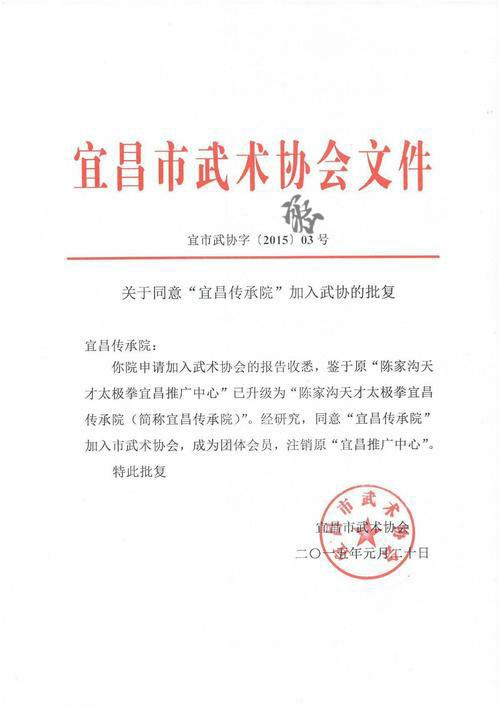 宜昌市武术协会文件
宜市武协字〔2015〕03号
关于同意“宜昌传承院”加入武协的批复
宜昌传承院：
你院申请加入武术协会的报告收悉，鉴于原“陈家沟天
才太极拳宜昌推广中心”已升级为“陈家沟天才太极拳宜昌
传承院（简称宜昌传承院）”。经研究，同意“宜昌传承院”
加入市武术协会，成为团体会员，注销原“宜昌推广中心”。
特此批复
宜昌市武术协会
二〇一五年元月二十日
宜昌市武术协会